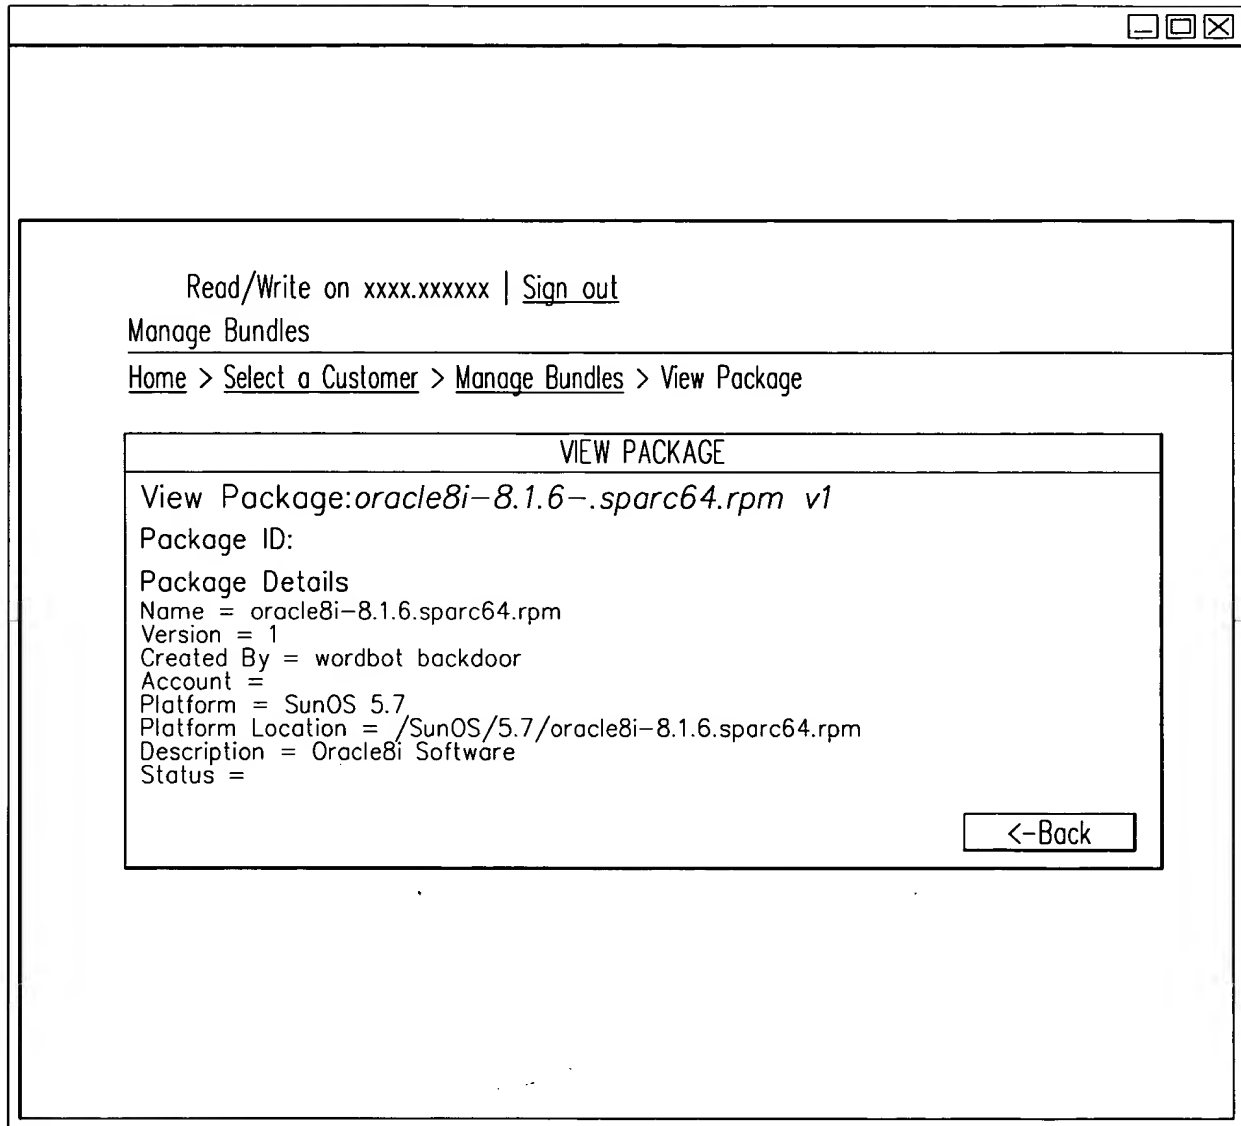 Read/Write on xxxx.xxxxxx | Sign out
Manage Bundles
Home > Select a Customer > Manage Bundles > View Package
VIEW PACKAGE
View Package:oracle8i-8.1.6-.sparc64.rpm v1
Package ID:
Package Details
Name = oracle8i-8.1.6.sparc64.rpm
Version = 1
Created By = wordbot backdoor
Account =
Platform = SunOS 5.7
Platform Location = /SunOS/5.7/oracle8i-8.1.6.sparc64.rpm
Description = Oracle8i Software
Status =
<-Back